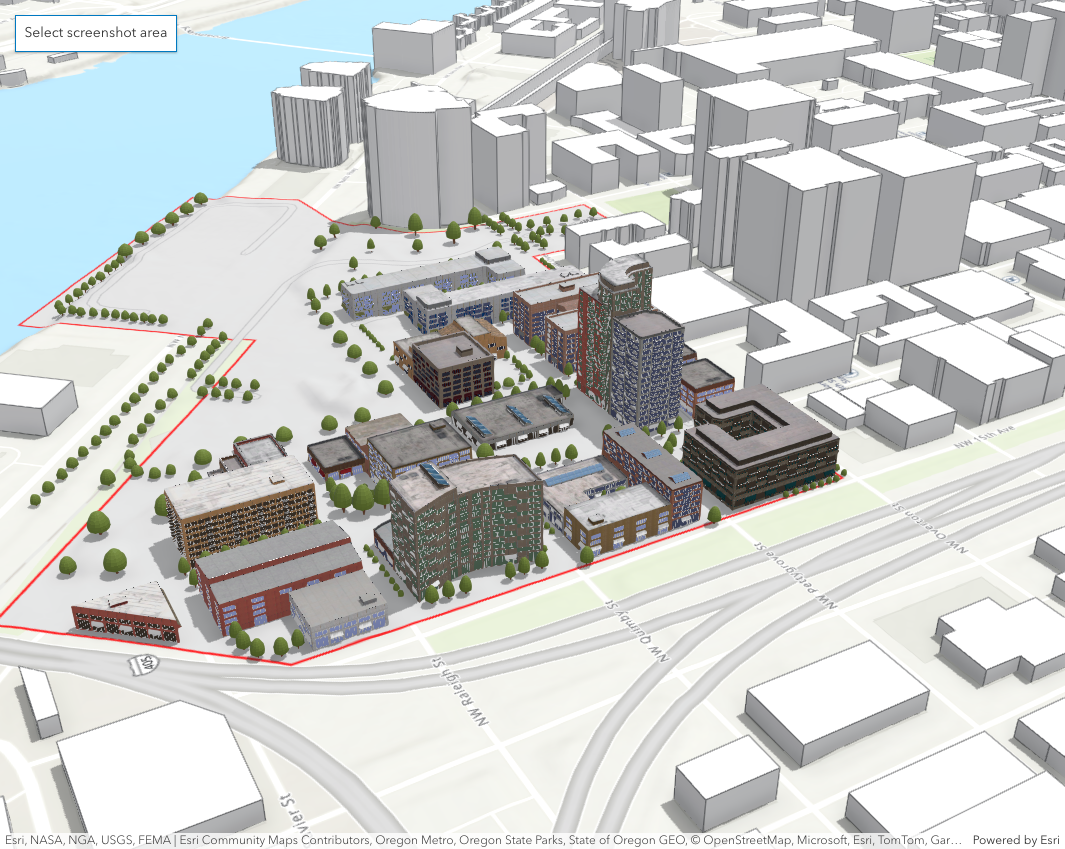 Select screenshot area
NW 15th Ave
NW Overton St
NW Pettygrove St
NW Quimby St
405
NW Raleigh St
vier St
Esri, NASA, NGA, USGS, FEMA | Esri Community Maps Contributors, Oregon Metro, Oregon State Parks, State of Oregon GEO, © OpenStreetMap, Microsoft, Esri, TomTom, Gar... Powered by Esri